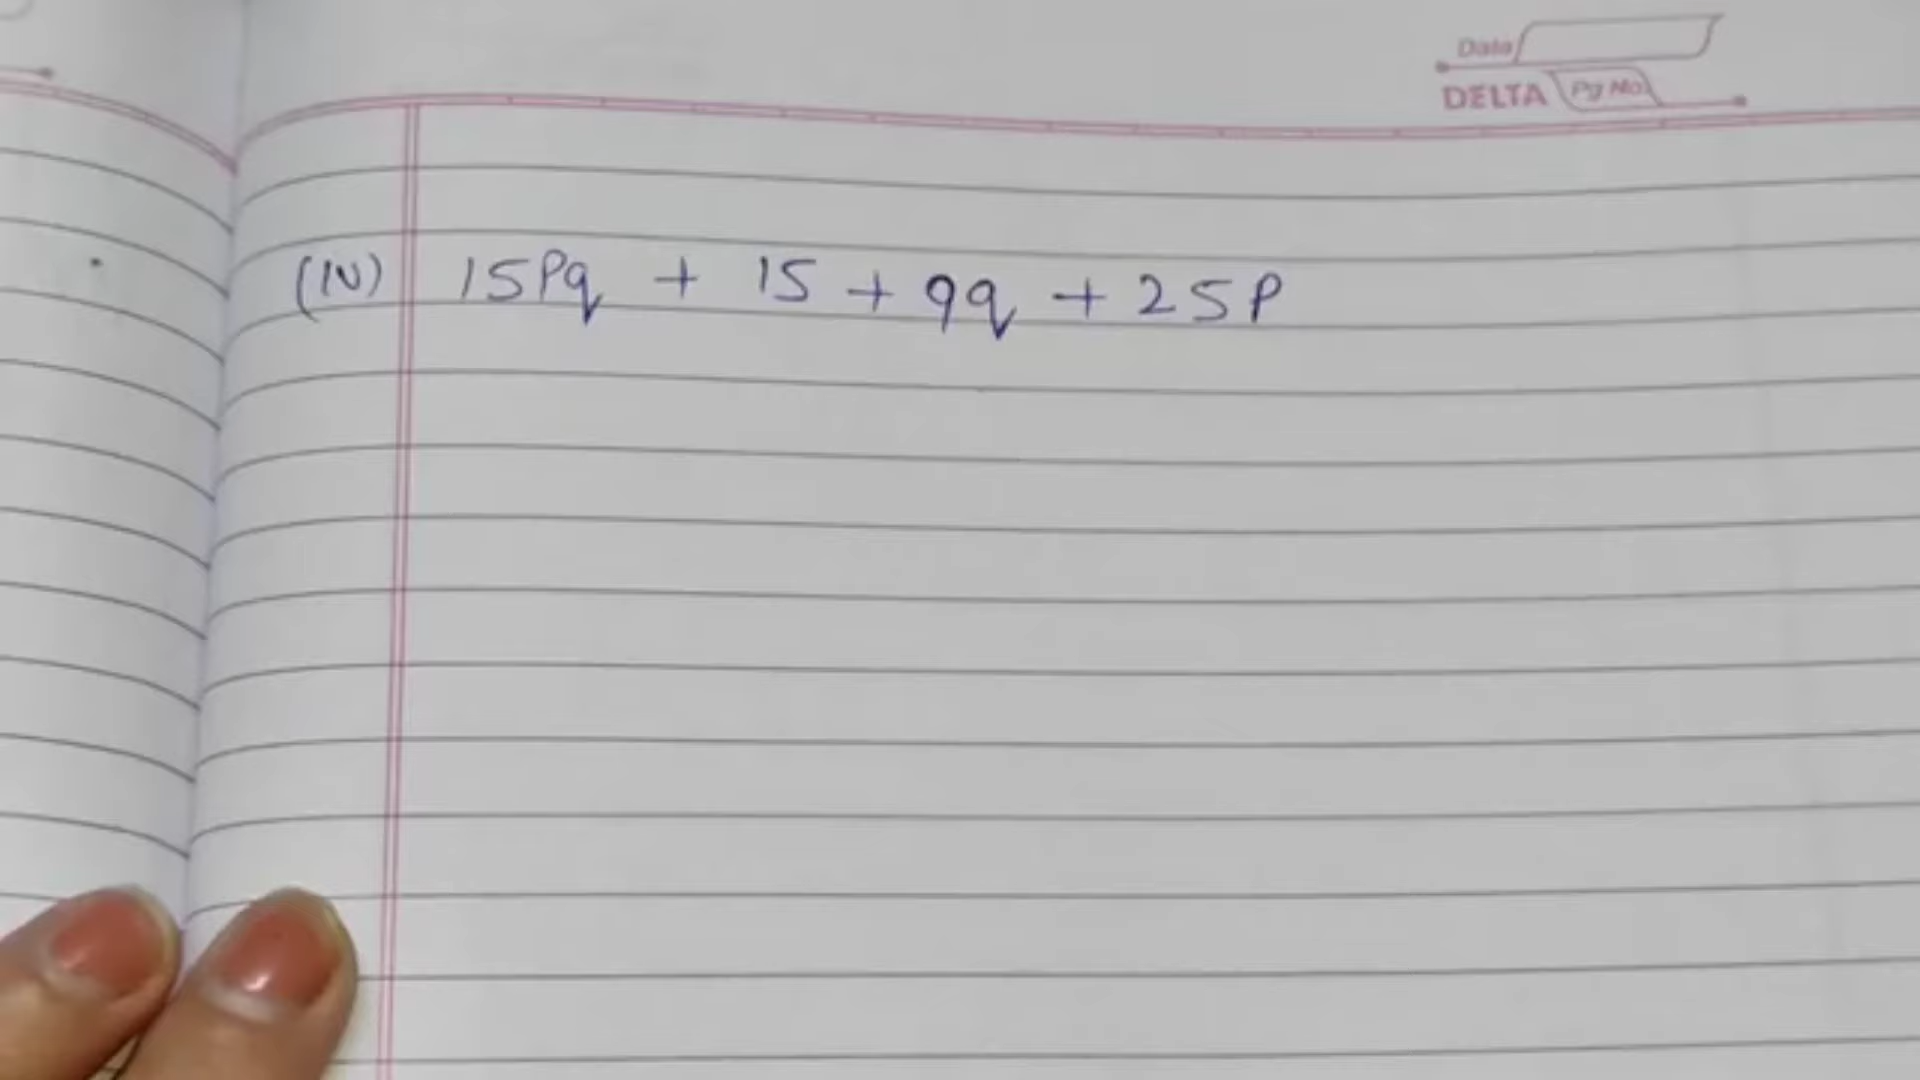 Date
DELTA Pg No.
(IV) 15Pq + 15 + 9q + 25P